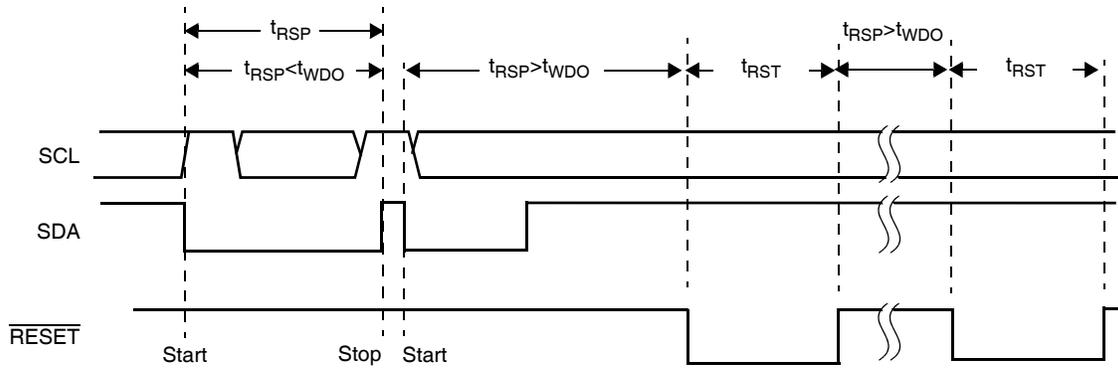 tRSP
tRSP>tWDO
tRSP<tWDO
tRSP>tWDO
tRST
tRST
SCL
SDA
RESET
Start
Stop
Start